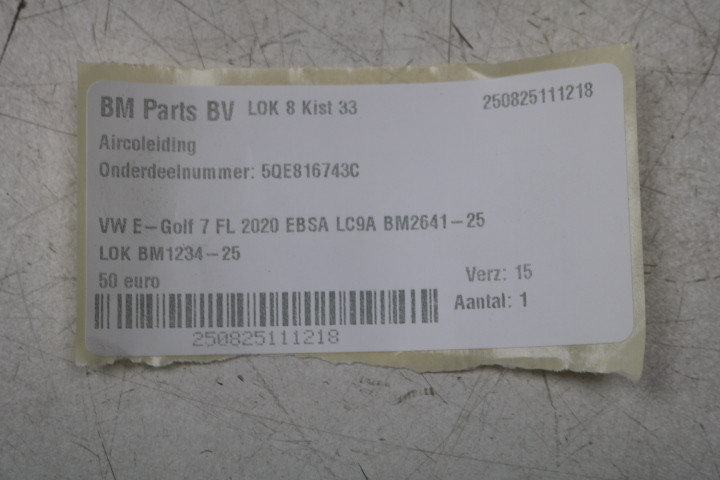 BM Parts BV LOK 8 Kist 33 250825111218
Aircoleiding
Onderdeelnummer: 5QE816743C
VW E-Golf 7 FL 2020 EBSA LC9A BM2641-25
LOK BM1234-25
50 euro Verz: 15
Aantal: 1
250825111218